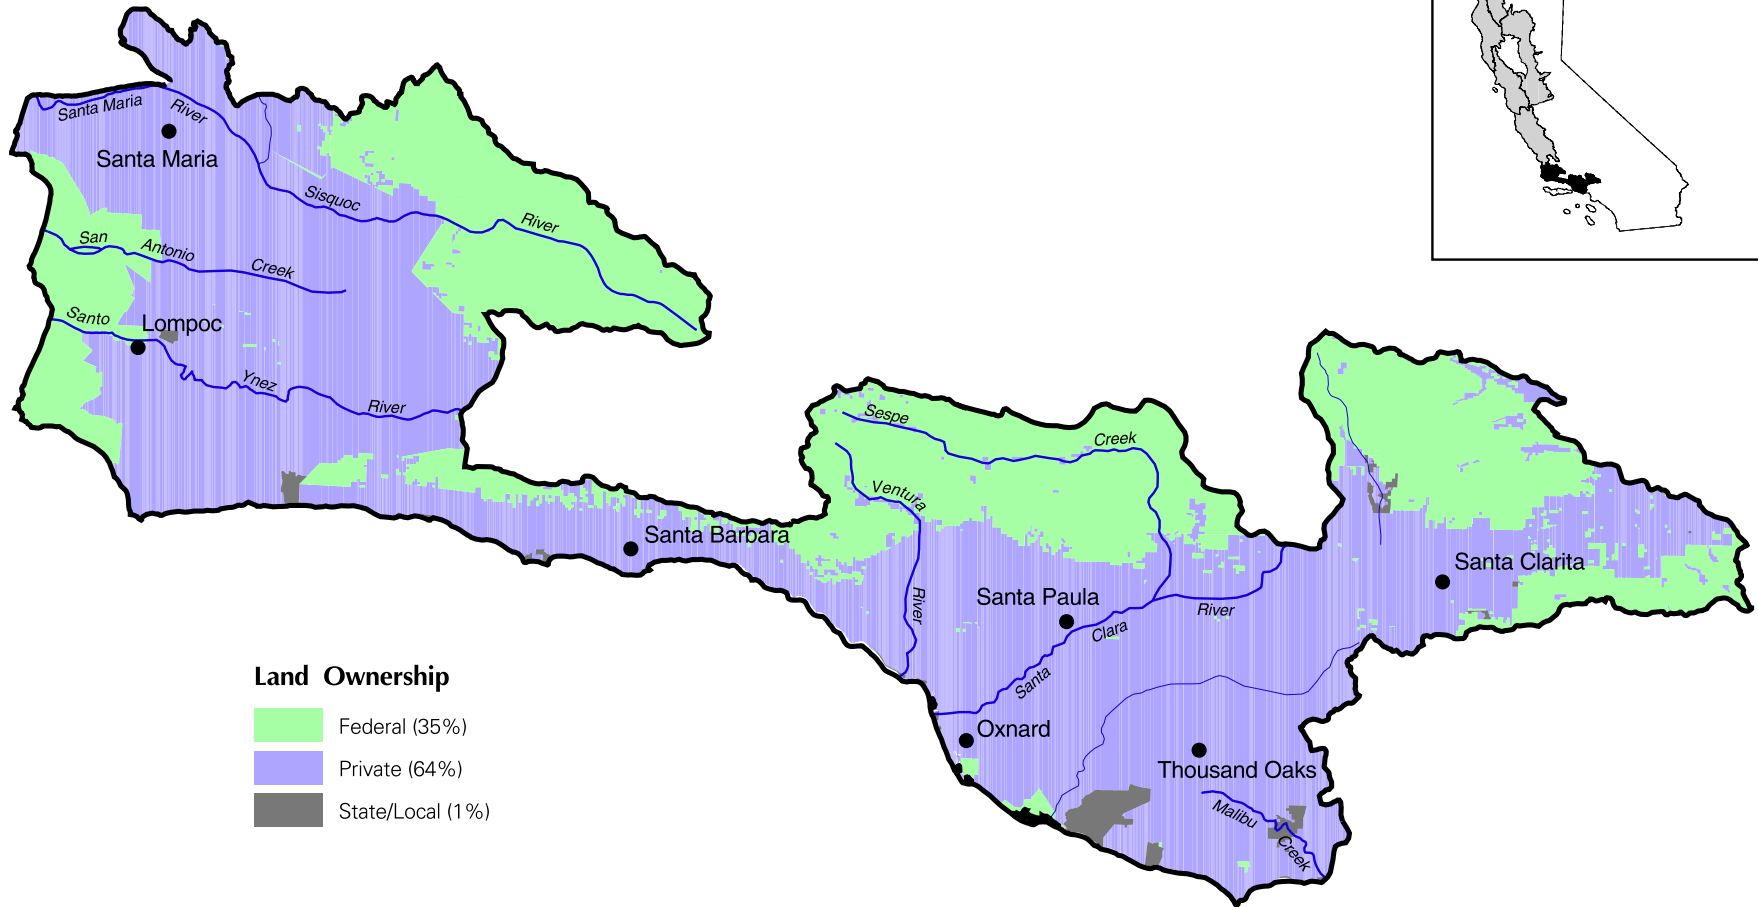 Santa Maria
River
Santa Maria
Sisquoc
River
San
Antonio
Creek
Santo
Lompoc
Ynez
River
Sespe
Creek
Ventura
River
Santa Barbara
Santa Clarita
Santa Paula
River
Clara
Santa
Oxnard
Thousand Oaks
Malibu
Creek
Land Ownership
Federal (35%)
Private (64%)
State/Local (1%)